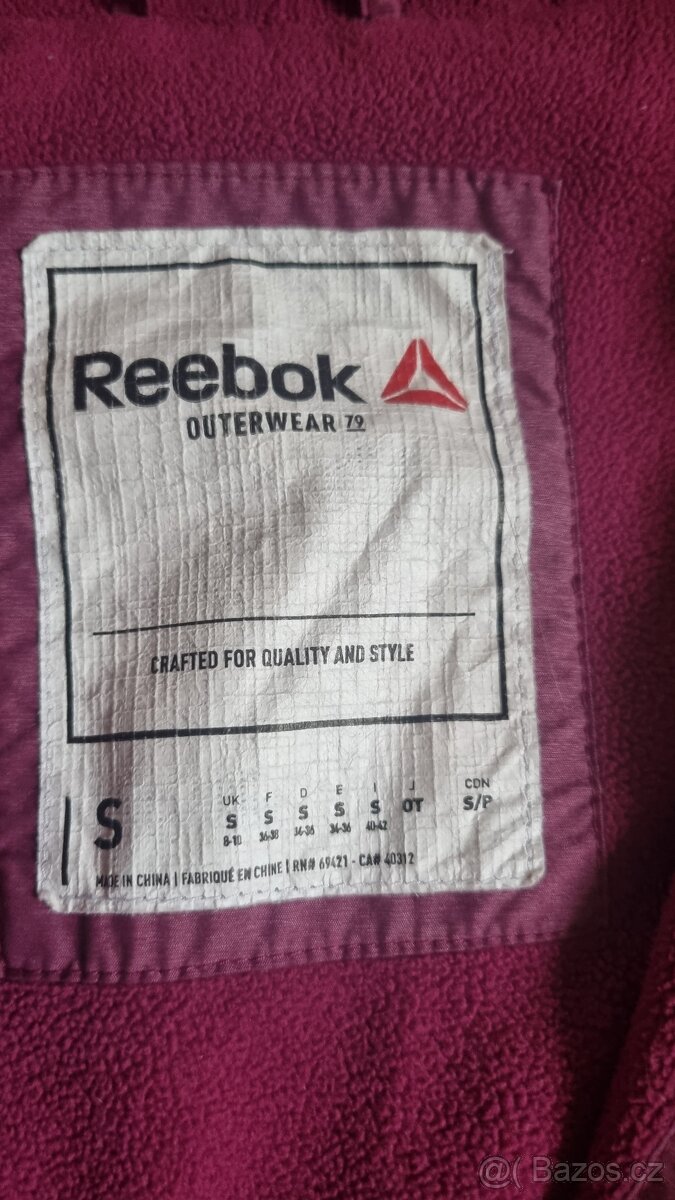 Reebok
OUTERWEAR 79
CRAFTED FOR QUALITY AND STYLE
S
UK F D E I J CDN
S S S S S OT S/P
8-10 36-38 34-36 34-36 40-42
MADE IN CHINA | FABRIQUÉ EN CHINE | RN# 69421 - CA# 40312
@( Bazos.cz